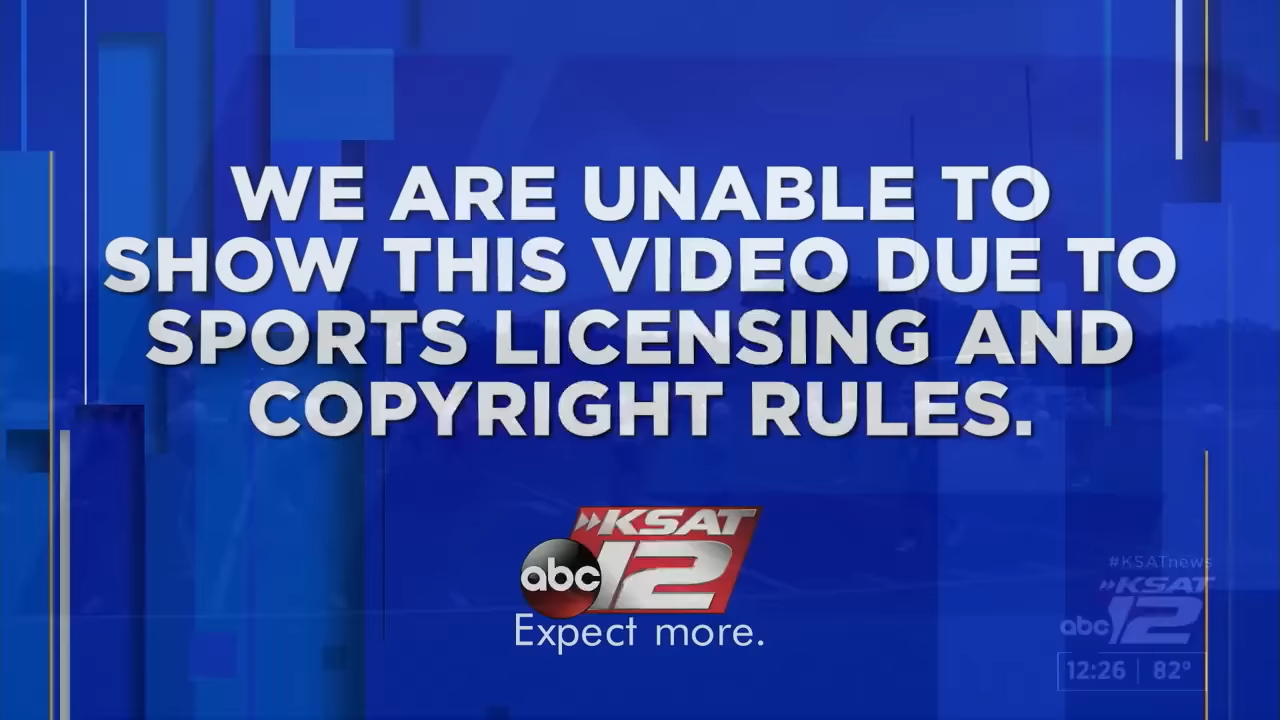 WE ARE UNABLE TO
SHOW THIS VIDEO DUE TO
SPORTS LICENSING AND
COPYRIGHT RULES.
KSAT
abc 12
Expect more.
#KSATnews
KSAT
abc 12
12:26 82°